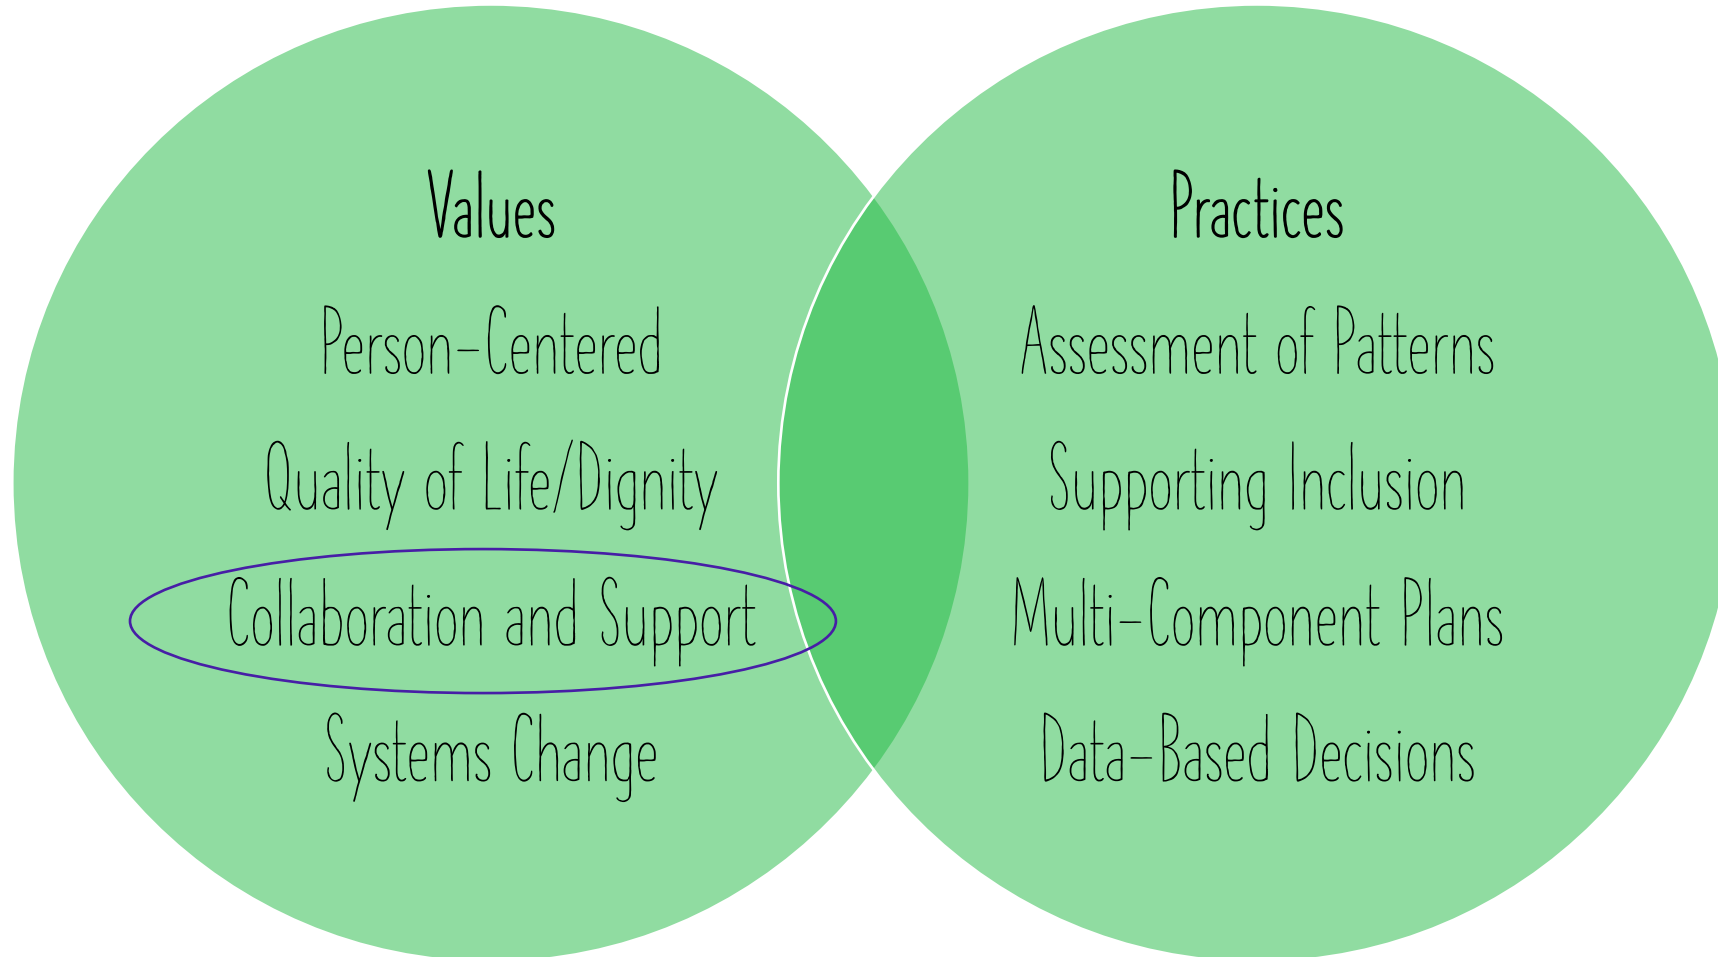 Values
Person-Centered
Quality of Life/Dignity
Collaboration and Support
Systems Change
Practices
Assessment of Patterns
Supporting Inclusion
Multi-Component Plans
Data-Based Decisions